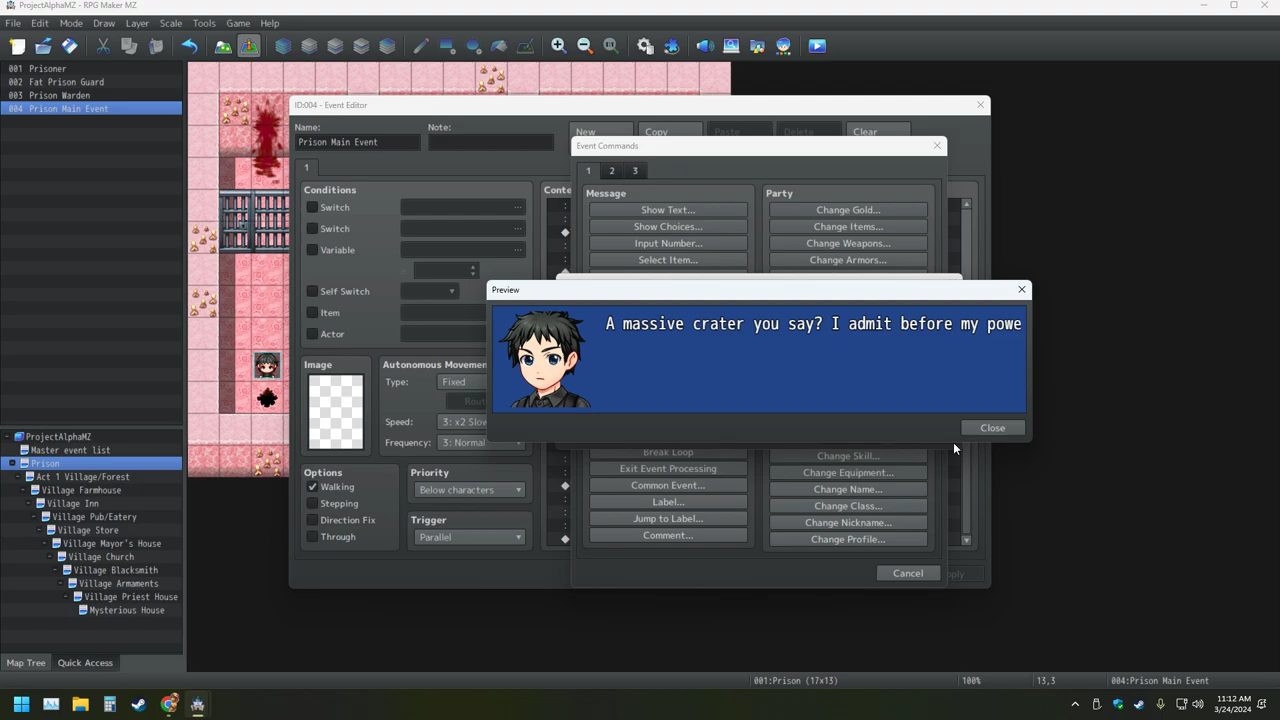 ProjectAlphaMZ - RPG Maker MZ
File Edit Mode Draw Layer Scale Tools Game Help
001 Prisoner
002 Fat Prison Guard
003 Prison Warden
004 Prison Main Event
ID:004 - Event Editor
Name:
Note:
Prison Main Event
New Copy Paste Delete Clear
1
Conditions
Switch
Switch
Variable
Self Switch
Item
Actor
Conte
Image
Autonomous Movemen
Type: Fixed
Rout
Speed: 3: x2 Slow
Frequency: 3: Normal
Options
Walking
Stepping
Direction Fix
Through
Priority
Below characters
Trigger
Parallel
Event Commands
1 2 3
Message
Show Text...
Show Choices...
Input Number...
Select Item...
Party
Change Gold...
Change Items...
Change Weapons...
Change Armors...
Preview
A massive crater you say? I admit before my powe
Close
Break Loop
Exit Event Processing
Common Event...
Label...
Jump to Label...
Comment...
Change Skill...
Change Equipment...
Change Name...
Change Class...
Change Nickname...
Change Profile...
Cancel
pply
ProjectAlphaMZ
Master event list
Prison
Act 1 Village/Forest
Village Farmhouse
Village Inn
Village Pub/Eatery
Village Store
Village Mayor's House
Village Church
Village Blacksmith
Village Armaments
Village Priest House
Mysterious House
Map Tree Quick Access
001:Prison (17x13) 100% 13,3 004:Prison Main Event
11:12 AM
3/24/2024